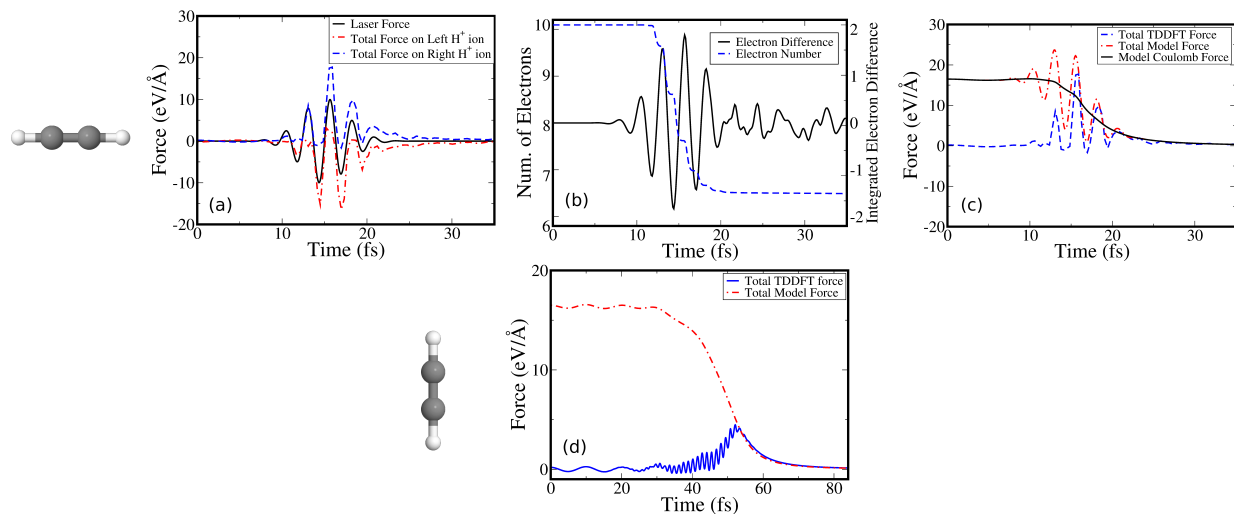 Force (eV/Å)
20
10
0
-10
-20
30
Laser Force
Total Force on Left H+ ion
Total Force on Right H+ ion
(a)
0 10 20 30
Time (fs)
Num. of Electrons
10
9
8
7
6
Electron Difference
Electron Number
(b)
2
1
0
-1
-2
Integrated Electron Difference
0 10 20 30
Time (fs)
Force (eV/Å)
30
20
10
0
-10
-20
Total TDDFT Force
Total Model Force
Model Coulomb Force
(c)
0 10 20 30
Time (fs)
Force (eV/Å)
20
10
5
0
Total TDDFT force
Total Model Force
(d)
0 20 40 60 80
Time (fs)